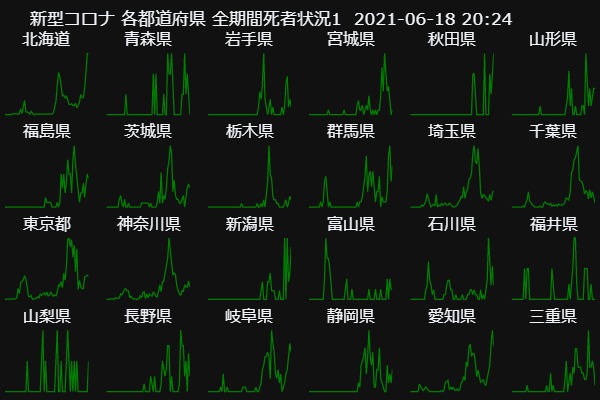 新型コロナ 各都道府県 全期間死者状況1 2021-06-18 20:24
北海道 青森県 岩手県 宮城県 秋田県 山形県
福島県 茨城県 栃木県 群馬県 埼玉県 千葉県
東京都 神奈川県 新潟県 富山県 石川県 福井県
山梨県 長野県 岐阜県 静岡県 愛知県 三重県